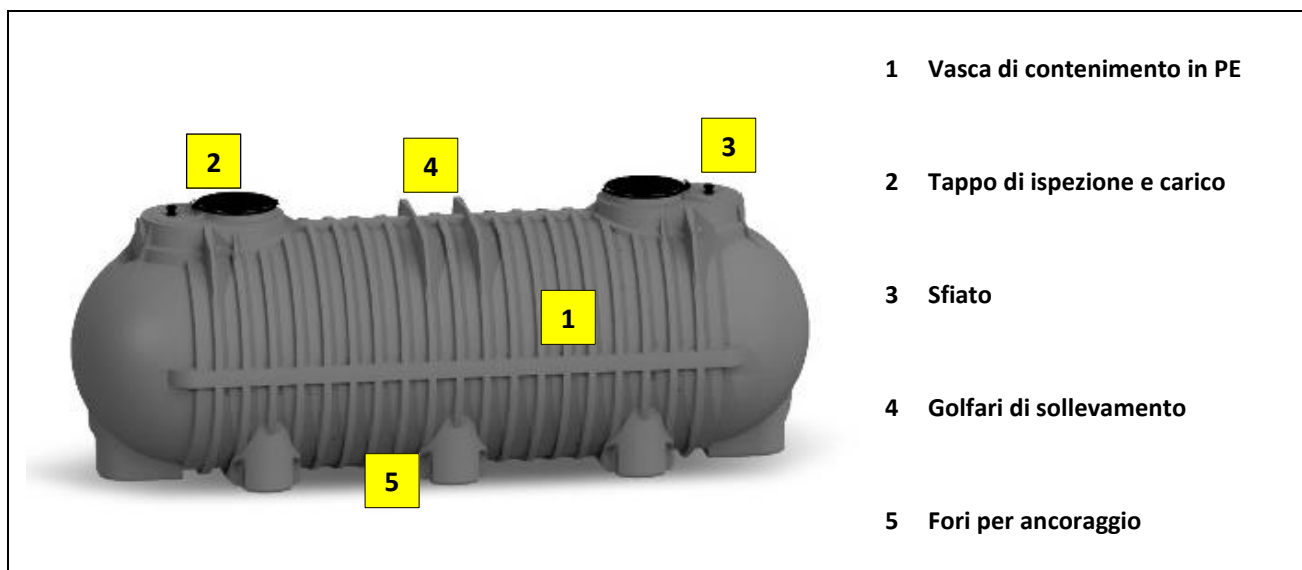 1 Vasca di contenimento in PE
2 Tappo di ispezione e carico
3 Sfiato
4 Golfari di sollevamento
5 Fori per ancoraggio
2
4
3
1
5